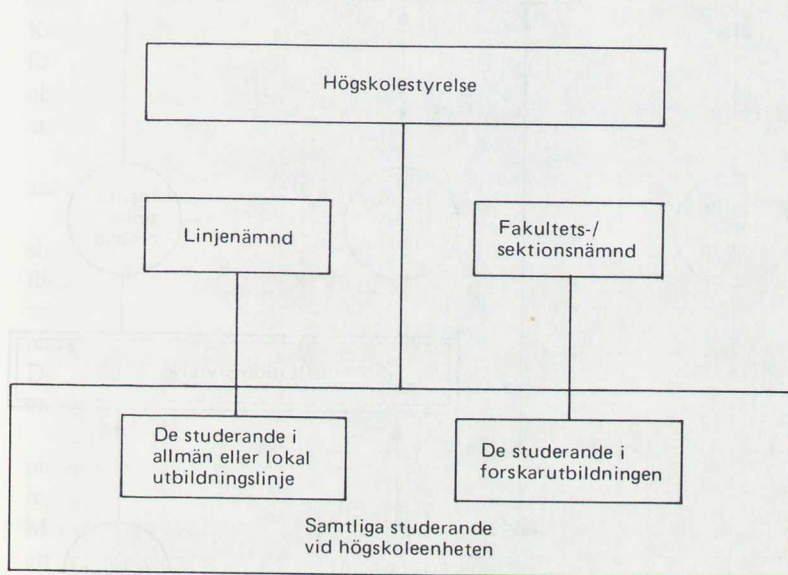 Högskolestyrelse
Linjenämnd
Fakultets-/
sektionsnämnd
De studerande i
allmän eller lokal
utbildningslinje
De studerande i
forskarutbildningen
Samtliga studerande
vid högskoleenheten